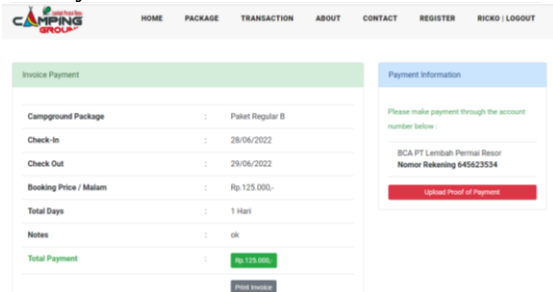 CAMPING
GROUND
HOME PACKAGE TRANSACTION ABOUT CONTACT REGISTER RICKO | LOGOUT
Invoice Payment
Campground Package : Paket Regular B
Check-In : 28/06/2022
Check Out : 29/06/2022
Booking Price / Malam : Rp.125.000,-
Total Days : 1 Hari
Notes : ok
Total Payment : Rp.125.000,-
Print Invoice
Payment Information
Please make payment through the account
number below :
BCA PT Lembah Permai Resor
Nomor Rekening 645623534
Upload Proof of Payment